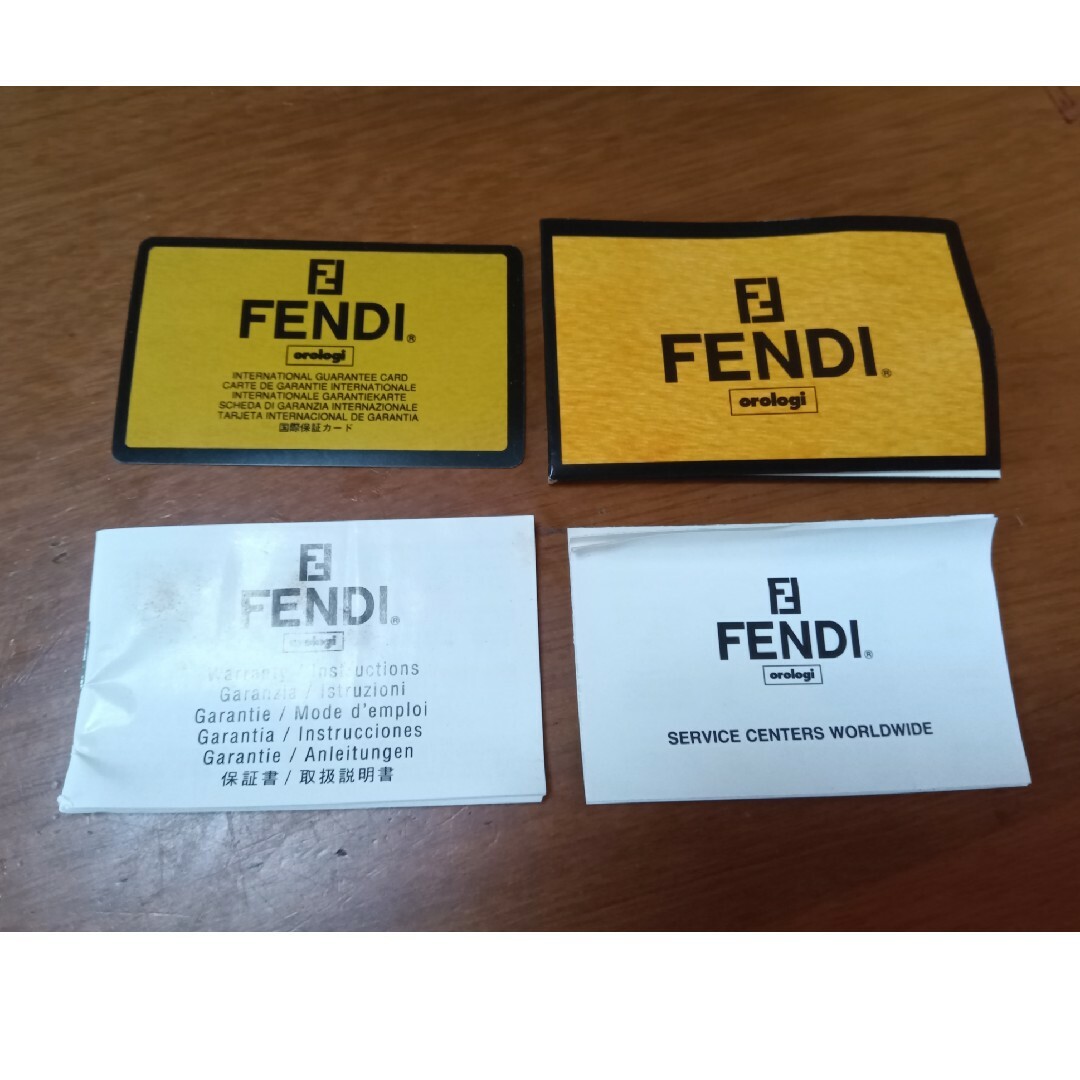 FENDI®
orologi
INTERNATIONAL GUARANTEE CARD
CARTE DE GARANTIE INTERNATIONALE
INTERNATIONALE GARANTIEKARTE
SCHEDA DI GARANZIA INTERNAZIONALE
TARJETA INTERNACIONAL DE GARANTIA
国際保証カード
FENDI®
orologi
FENDI®
orologi
Warranty / Instructions
Garanzia / Istruzioni
Garantie / Mode d'emploi
Garantia / Instrucciones
Garantie / Anleitungen
保証書 / 取扱説明書
FENDI®
orologi
SERVICE CENTERS WORLDWIDE